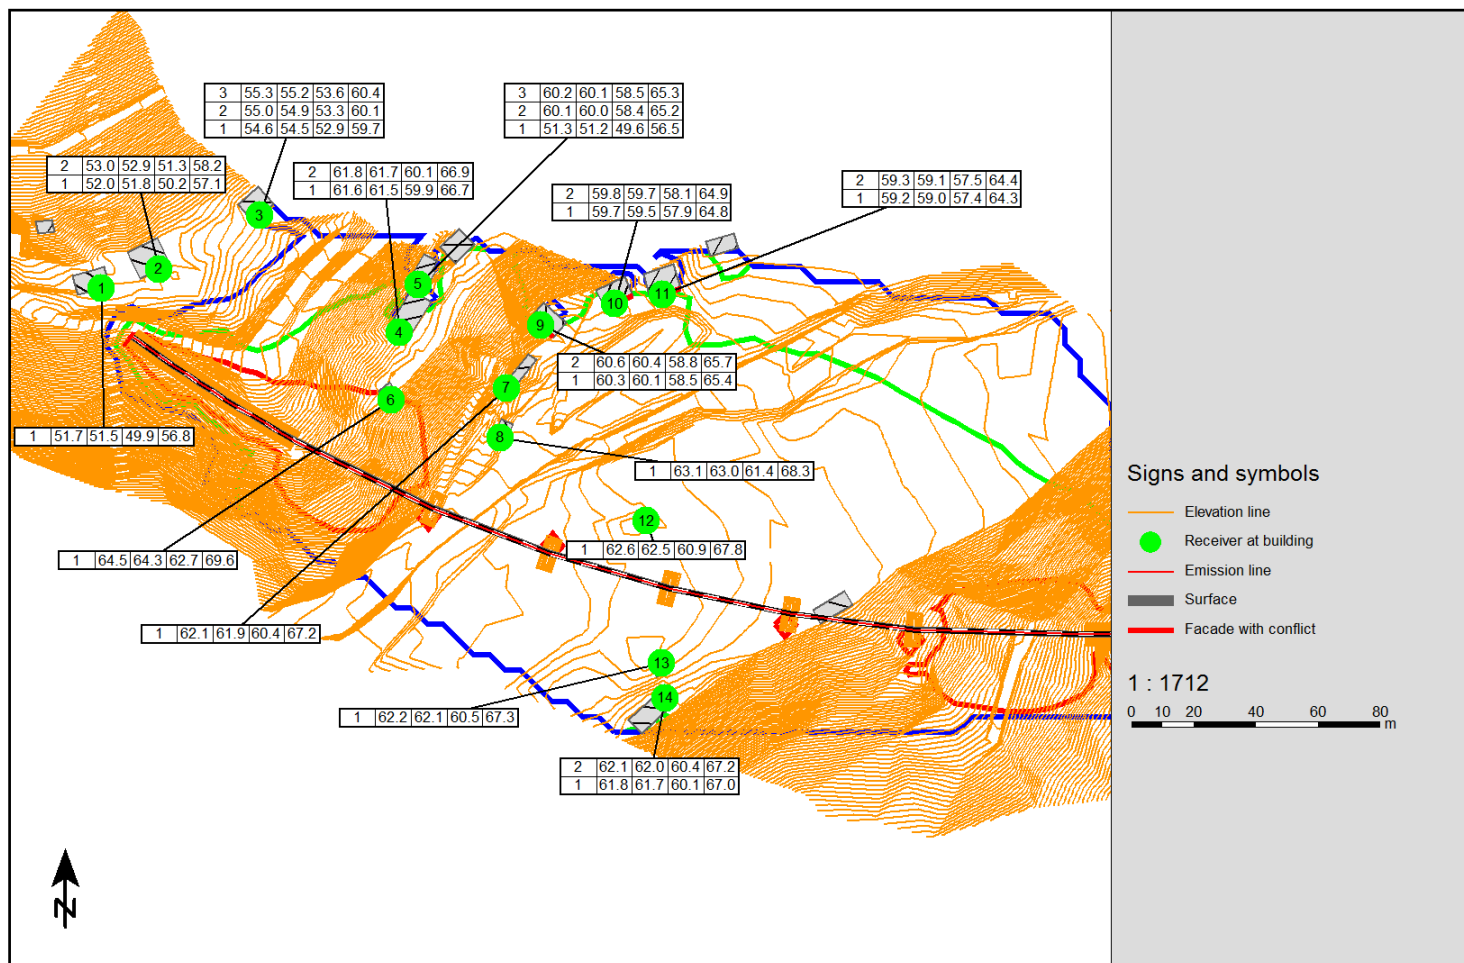 3 55.3 55.2 53.6 60.4
2 55.0 54.9 53.3 60.1
1 54.6 54.5 52.9 59.7
3 60.2 60.1 58.5 65.3
2 60.1 60.0 58.4 65.2
1 51.3 51.2 49.6 56.5
2 53.0 52.9 51.3 58.2
1 52.0 51.8 50.2 57.1
2 61.8 61.7 60.1 66.9
1 61.6 61.5 59.9 66.7
2 59.8 59.7 58.1 64.9
1 59.7 59.5 57.9 64.8
2 59.3 59.1 57.5 64.4
1 59.2 59.0 57.4 64.3
3
2
1
5
11
10
4
9
2 60.6 60.4 58.8 65.7
1 60.3 60.1 58.5 65.4
7
6
1 51.7 51.5 49.9 56.8
8
1 63.1 63.0 61.4 68.3
12
1 62.6 62.5 60.9 67.8
1 64.5 64.3 62.7 69.6
1 62.1 61.9 60.4 67.2
13
14
1 62.2 62.1 60.5 67.3
2 62.1 62.0 60.4 67.2
1 61.8 61.7 60.1 67.0
N
Signs and symbols
Elevation line
Receiver at building
Emission line
Surface
Facade with conflict
1 : 1712
0 10 20 40 60 80
m